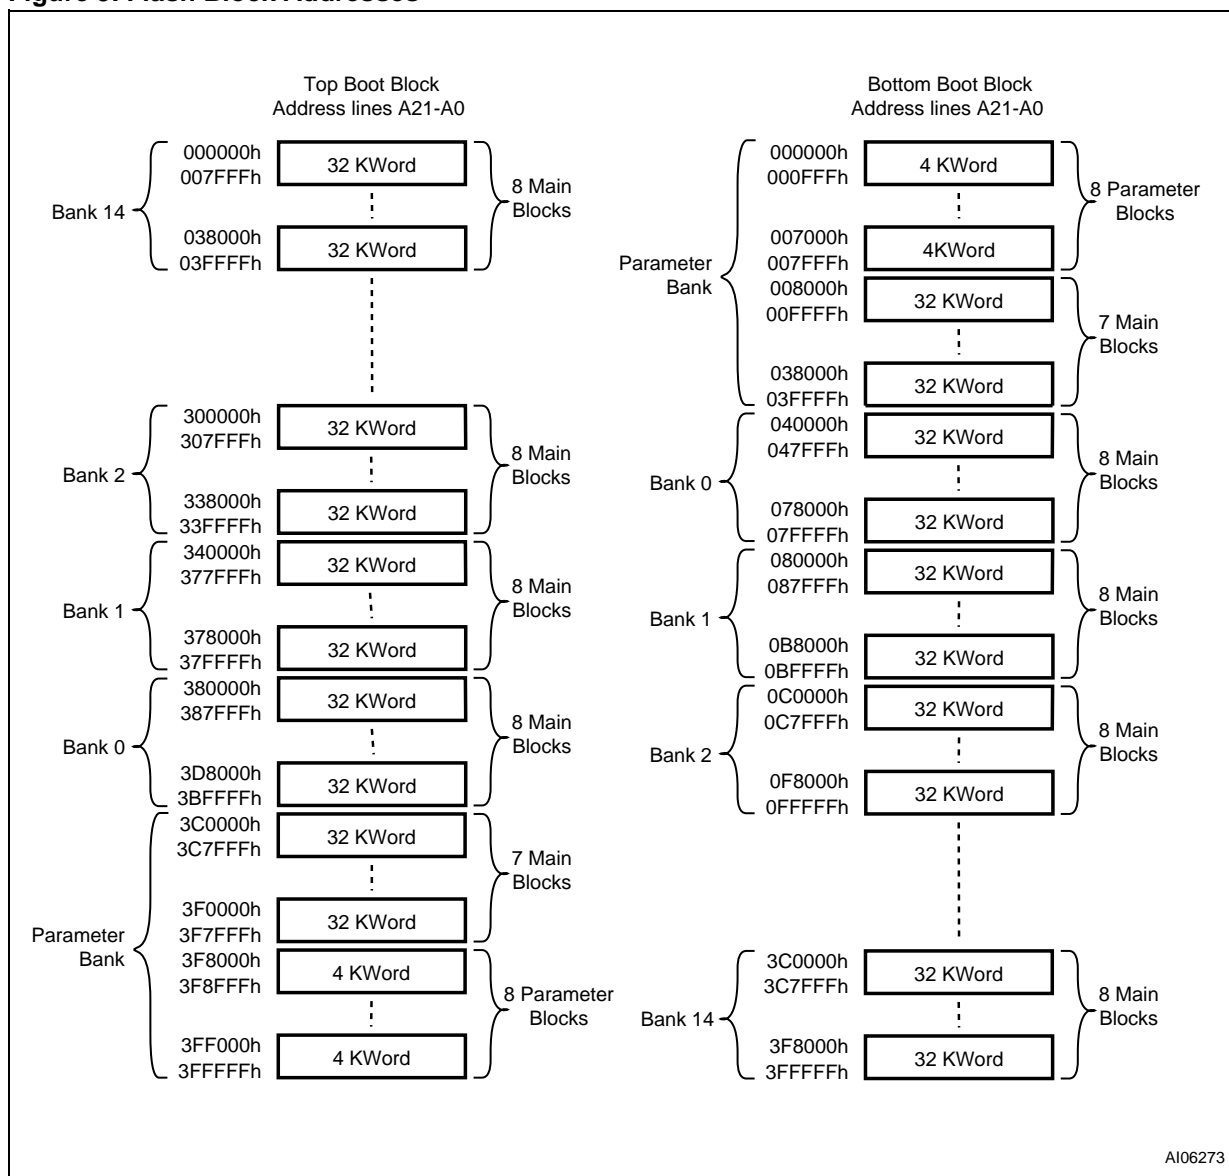 Figure Flash Block Addresses
Top Boot Block
Address lines A21-A0
Bank 14
000000h
007FFFh
32 KWord
038000h
03FFFFh
32 KWord
8 Main
Blocks
Bank 2
300000h
307FFFh
32 KWord
338000h
33FFFFh
32 KWord
8 Main
Blocks
Bank 1
340000h
377FFFh
32 KWord
378000h
37FFFFh
32 KWord
8 Main
Blocks
Bank 0
380000h
387FFFh
32 KWord
3D8000h
3BFFFFh
32 KWord
8 Main
Blocks
Parameter
Bank
3C0000h
3C7FFFh
32 KWord
3F0000h
3F7FFFh
32 KWord
7 Main
Blocks
3F8000h
3F8FFFh
4 KWord
3FF000h
3FFFFFh
4 KWord
8 Parameter
Blocks
Bottom Boot Block
Address lines A21-A0
Parameter
Bank
000000h
000FFFh
4 KWord
007000h
007FFFh
4KWord
8 Parameter
Blocks
008000h
00FFFFh
32 KWord
038000h
03FFFFh
32 KWord
7 Main
Blocks
Bank 0
040000h
047FFFh
32 KWord
078000h
07FFFFh
32 KWord
8 Main
Blocks
Bank 1
080000h
087FFFh
32 KWord
0B8000h
0BFFFFh
32 KWord
8 Main
Blocks
Bank 2
0C0000h
0C7FFFh
32 KWord
0F8000h
0FFFFFh
32 KWord
8 Main
Blocks
Bank 14
3C0000h
3C7FFFh
32 KWord
3F8000h
3FFFFFh
32 KWord
8 Main
Blocks
AI06273